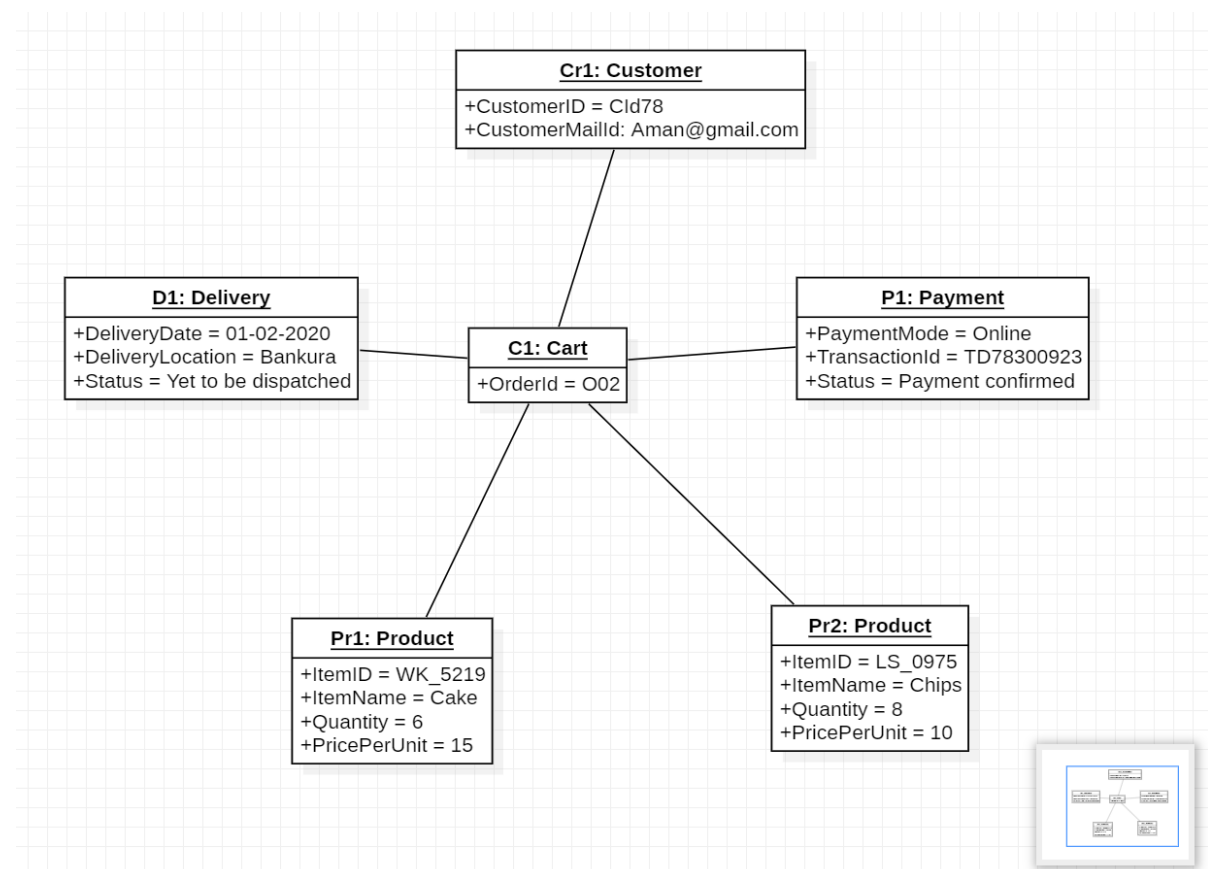 Cr1: Customer
+CustomerID = CId78
+CustomerMailId: Aman@gmail.com
D1: Delivery
+DeliveryDate = 01-02-2020
+DeliveryLocation = Bankura
+Status = Yet to be dispatched
C1: Cart
+OrderId = O02
P1: Payment
+PaymentMode = Online
+TransactionId = TD78300923
+Status = Payment confirmed
Pr1: Product
+ItemID = WK_5219
+ItemName = Cake
+Quantity = 6
+PricePerUnit = 15
Pr2: Product
+ItemID = LS_0975
+ItemName = Chips
+Quantity = 8
+PricePerUnit = 10